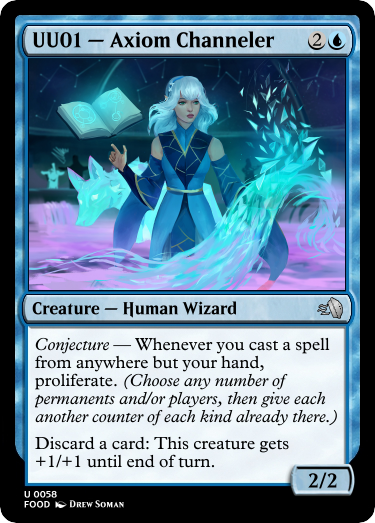 UU01 — Axiom Channeler 2
Creature — Human Wizard
Conjecture — Whenever you cast a spell
from anywhere but your hand,
proliferate. (Choose any number of
permanents and/or players, then give each
another counter of each kind already there.)
Discard a card: This creature gets
+1/+1 until end of turn.
2/2
U 0058
FOOD Drew Soman